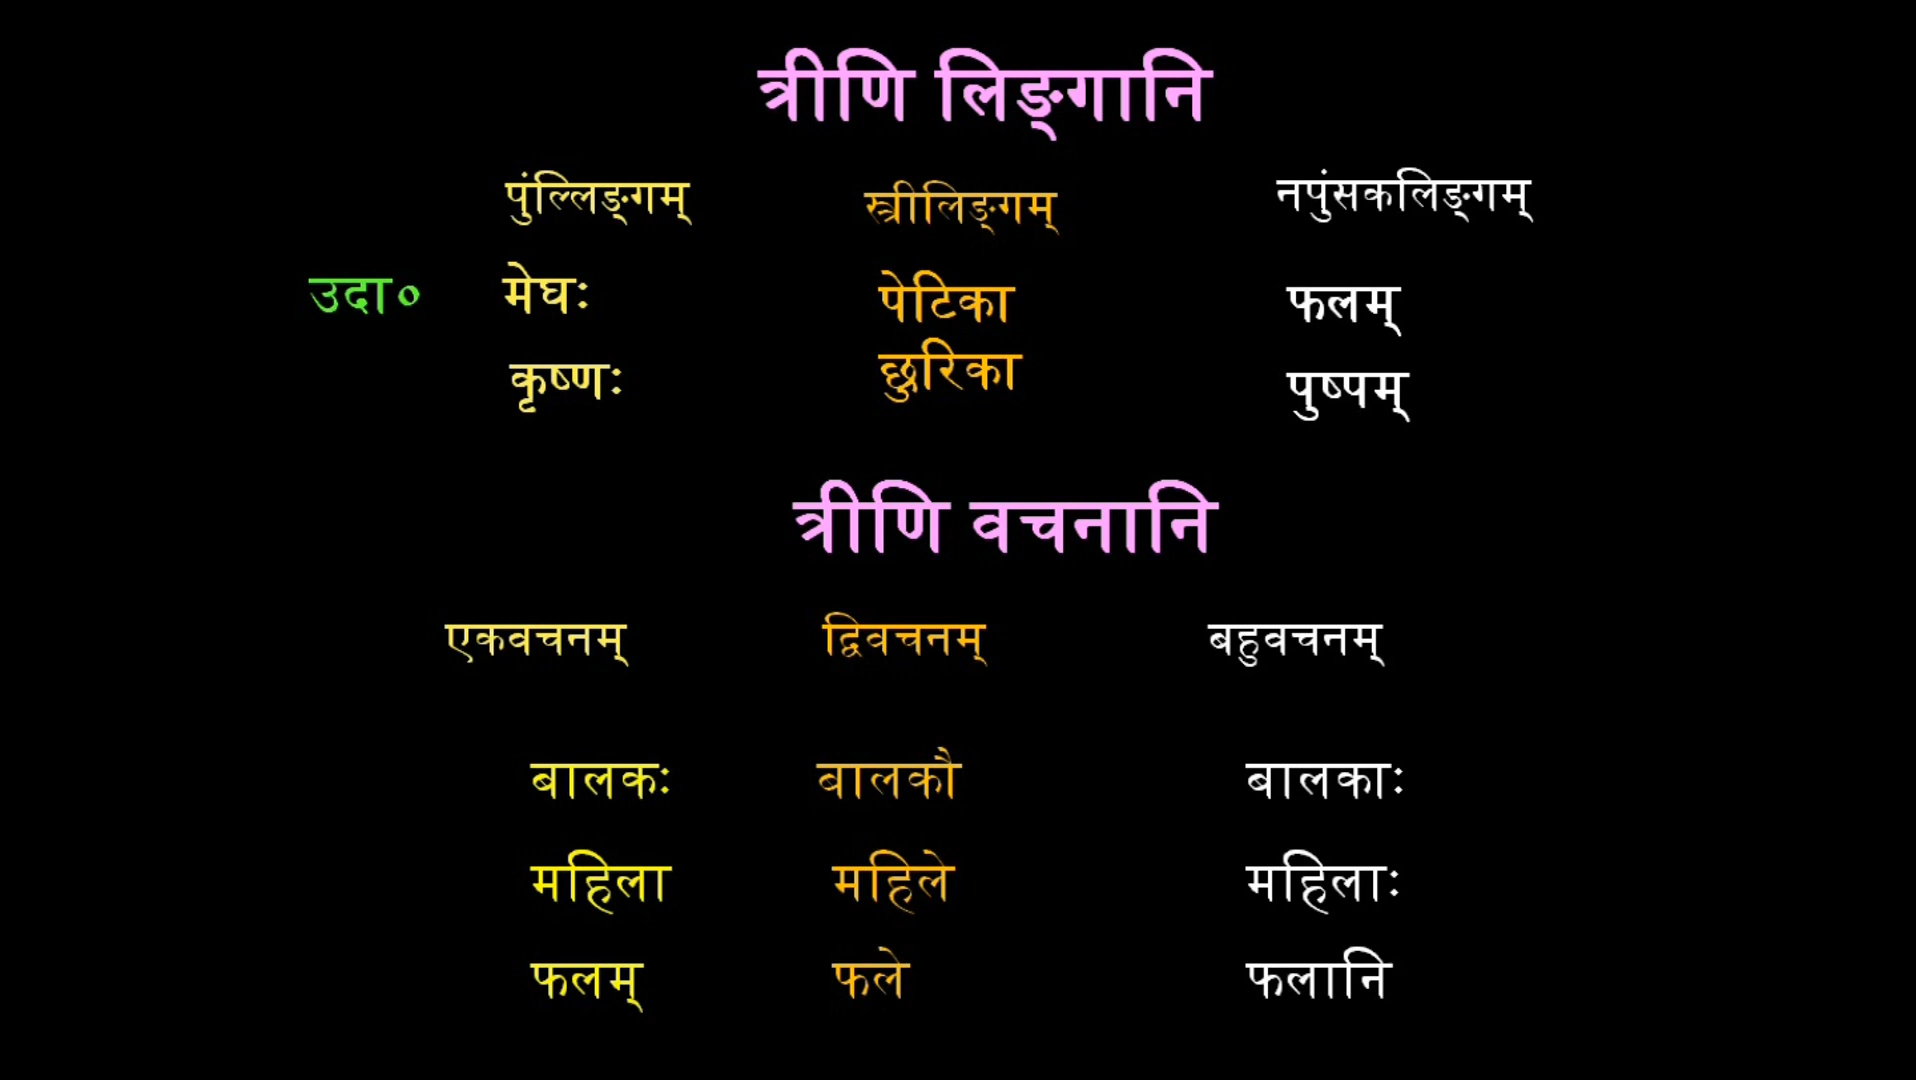 त्रीणि लिङ्गानि
पुंल्लिङ्गम् स्त्रीलिङ्गम् नपुंसकलिङ्गम्
उदा० मेघः पेटिका फलम्
कृष्णः छुरिका पुष्पम्
त्रीणि वचनानि
एकवचनम् द्विवचनम् बहुवचनम्
बालकः बालकौ बालकाः
महिला महिले महिलाः
फलम् फले फलानि